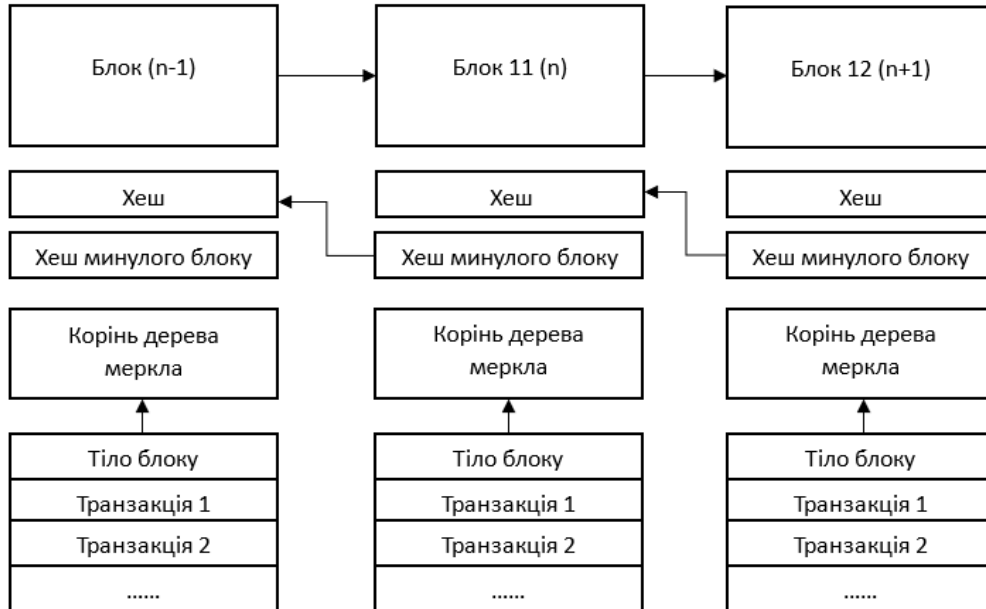 Блок (n-1)
Блок 11 (n)
Блок 12 (n+1)
Хеш
Хеш
Хеш
Хеш минулого блоку
Хеш минулого блоку
Хеш минулого блоку
Корінь дерева
меркла
Корінь дерева
меркла
Корінь дерева
меркла
Тіло блоку
Тіло блоку
Тіло блоку
Транзакція 1
Транзакція 1
Транзакція 1
Транзакція 2
Транзакція 2
Транзакція 2
......
......
......